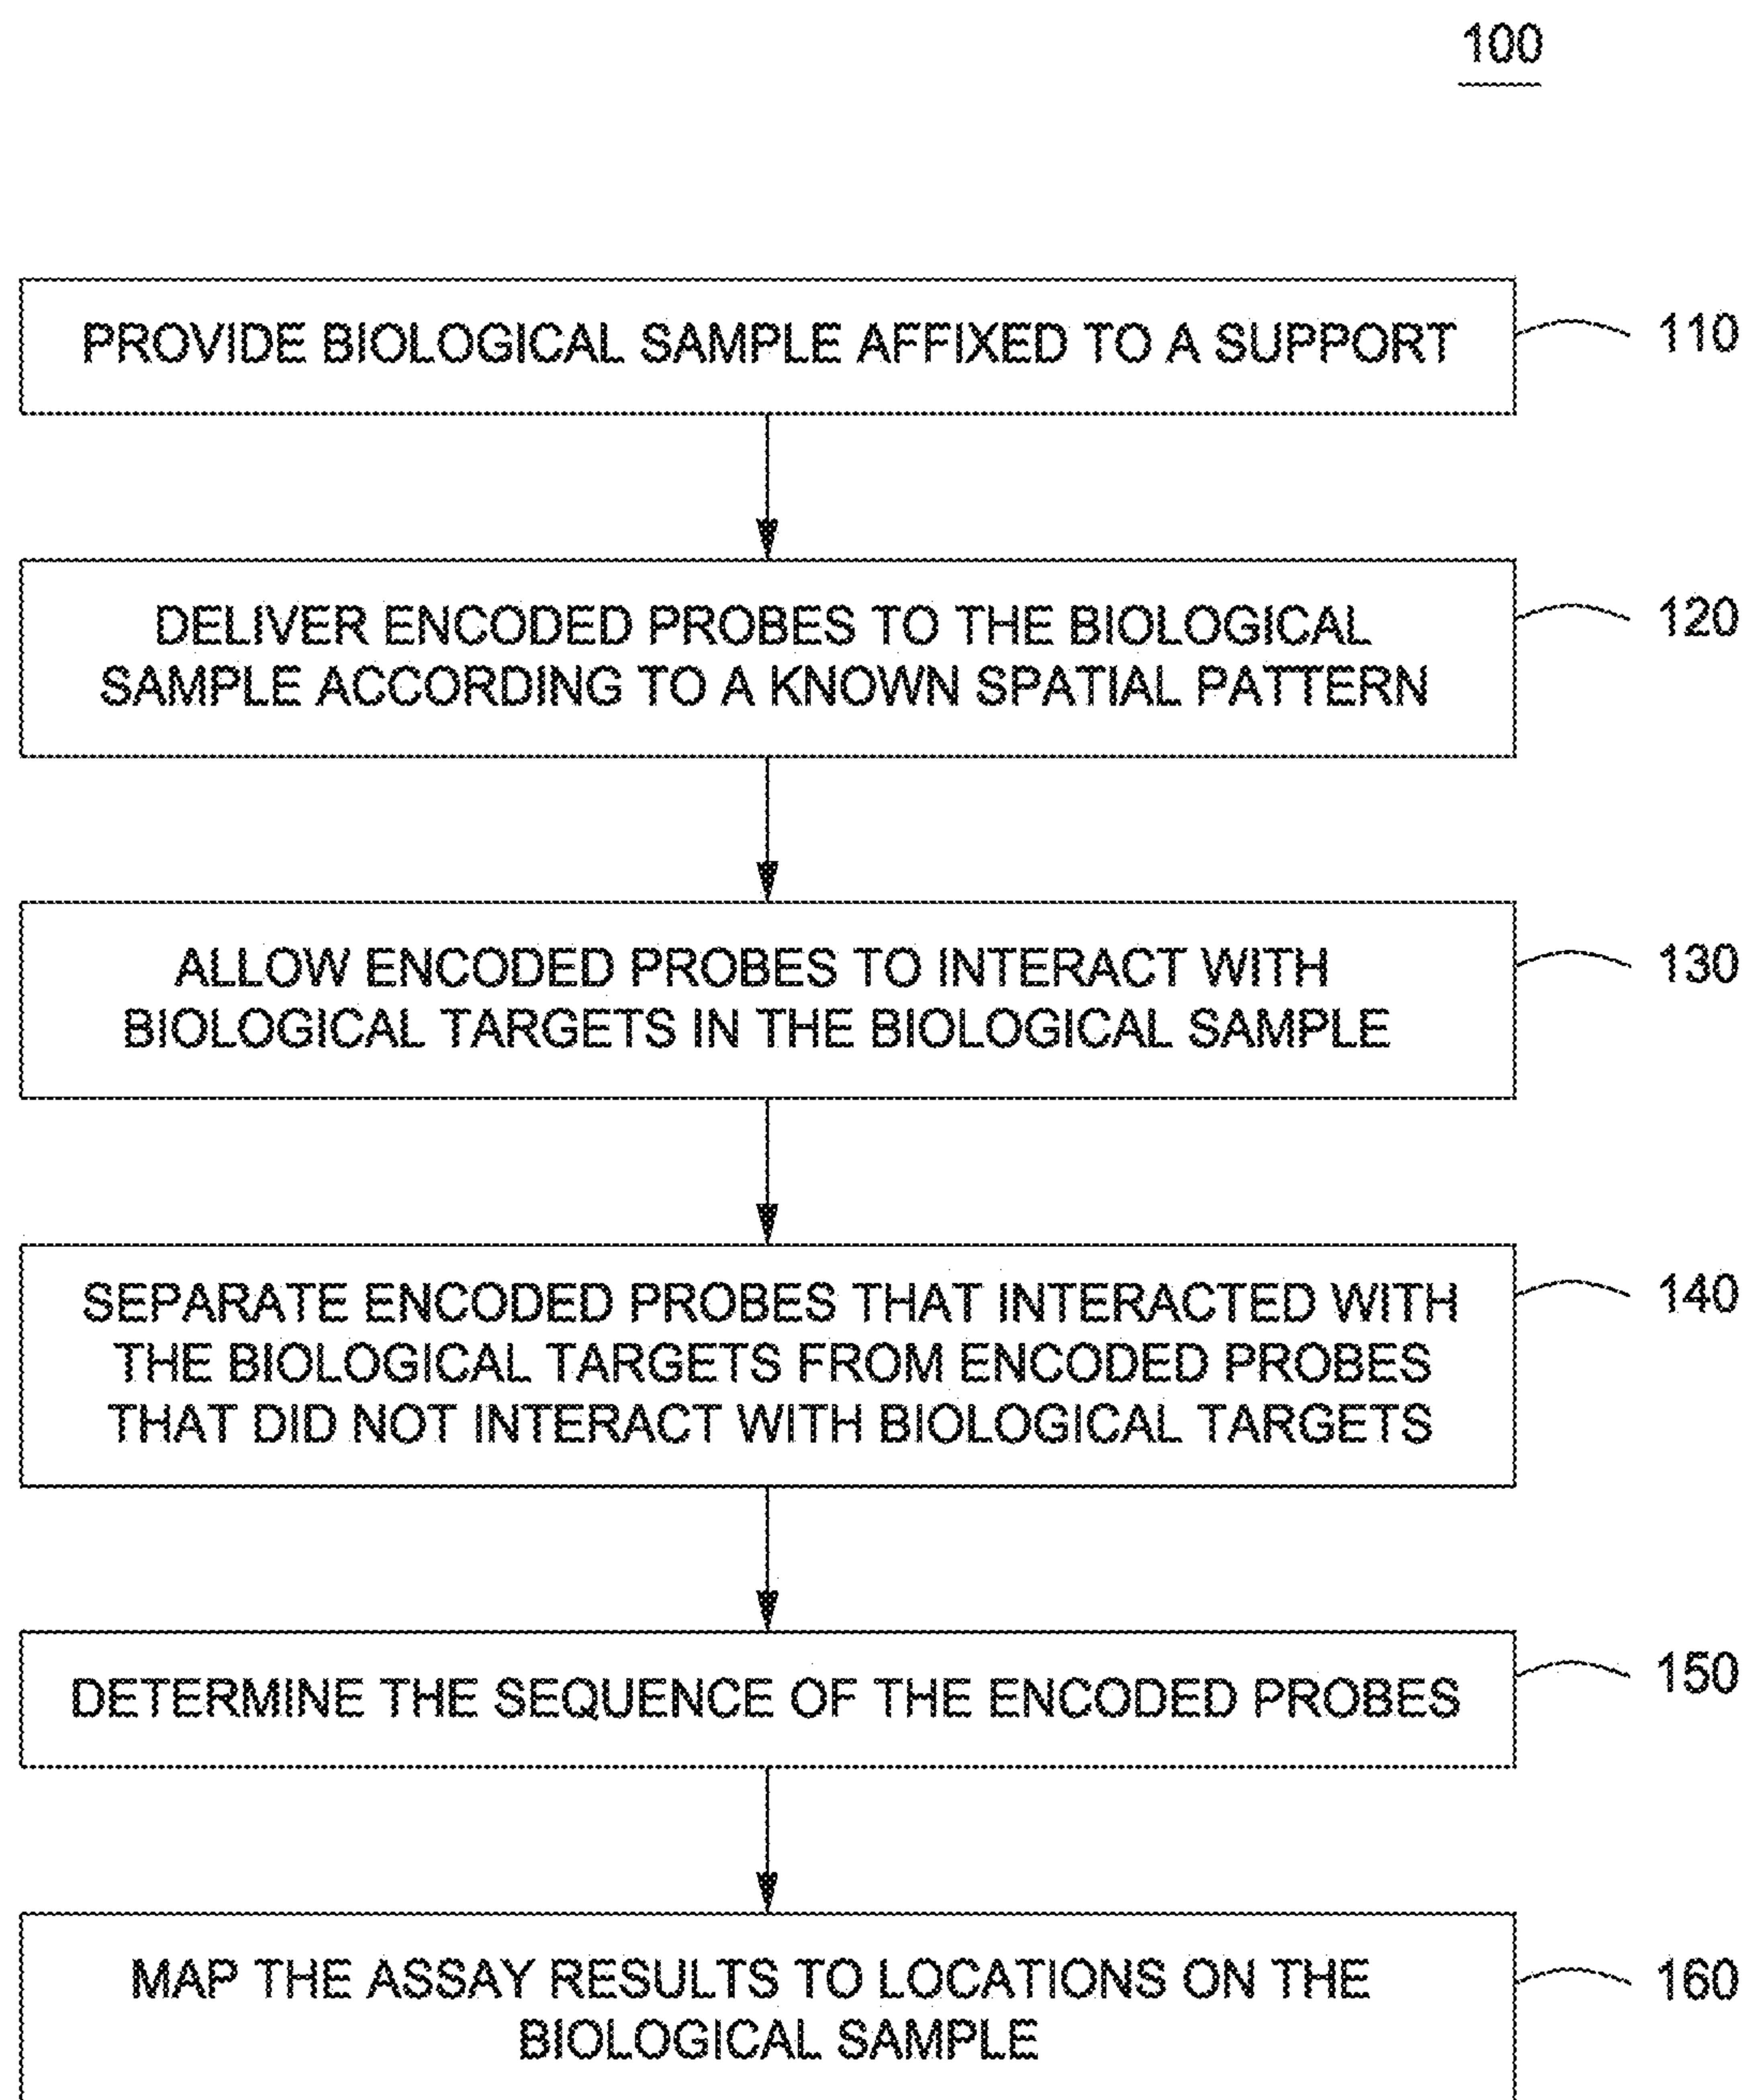 100
PROVIDE BIOLOGICAL SAMPLE AFFIXED TO A SUPPORT
110
DELIVER ENCODED PROBES TO THE BIOLOGICAL
SAMPLE ACCORDING TO A KNOWN SPATIAL PATTERN
120
ALLOW ENCODED PROBES TO INTERACT WITH
BIOLOGICAL TARGETS IN THE BIOLOGICAL SAMPLE
130
SEPARATE ENCODED PROBES THAT INTERACTED WITH
THE BIOLOGICAL TARGETS FROM ENCODED PROBES
THAT DID NOT INTERACT WITH BIOLOGICAL TARGETS
140
DETERMINE THE SEQUENCE OF THE ENCODED PROBES
150
MAP THE ASSAY RESULTS TO LOCATIONS ON THE
BIOLOGICAL SAMPLE
160